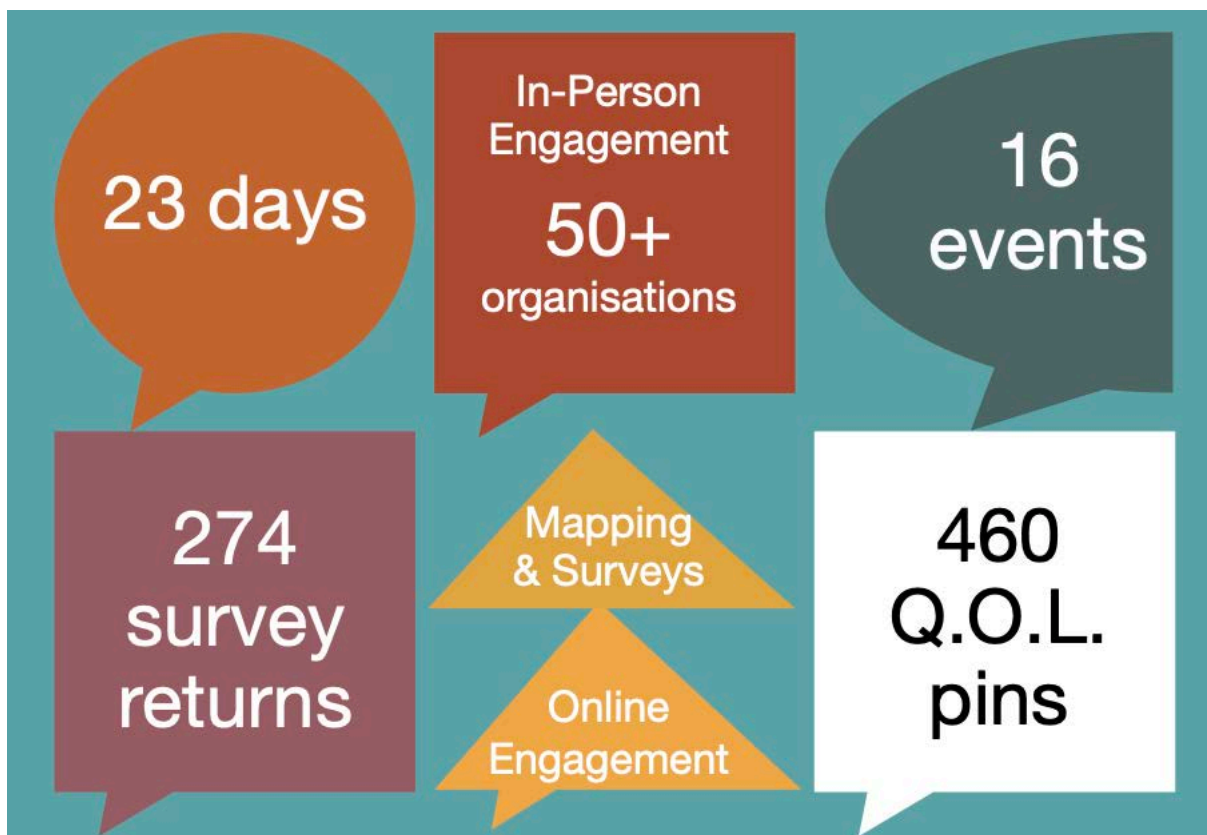 23 days
In-Person
Engagement
50+
organisations
16
events
274
survey
returns
Mapping
& Surveys
Online
Engagement
460
Q.O.L.
pins